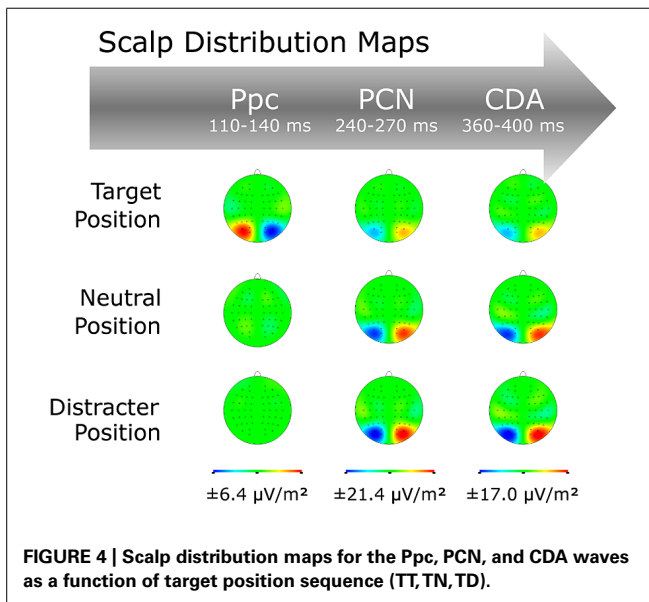 Scalp Distribution Maps
Ppc PCN CDA
110-140 ms 240-270 ms 360-400 ms
Target
Position
Neutral
Position
Distracter
Position
±6.4 μV/m² ±21.4 μV/m² ±17.0 μV/m²
FIGURE 4 | Scalp distribution maps for the Ppc, PCN, and CDA waves
as a function of target position sequence (TT, TN, TD).